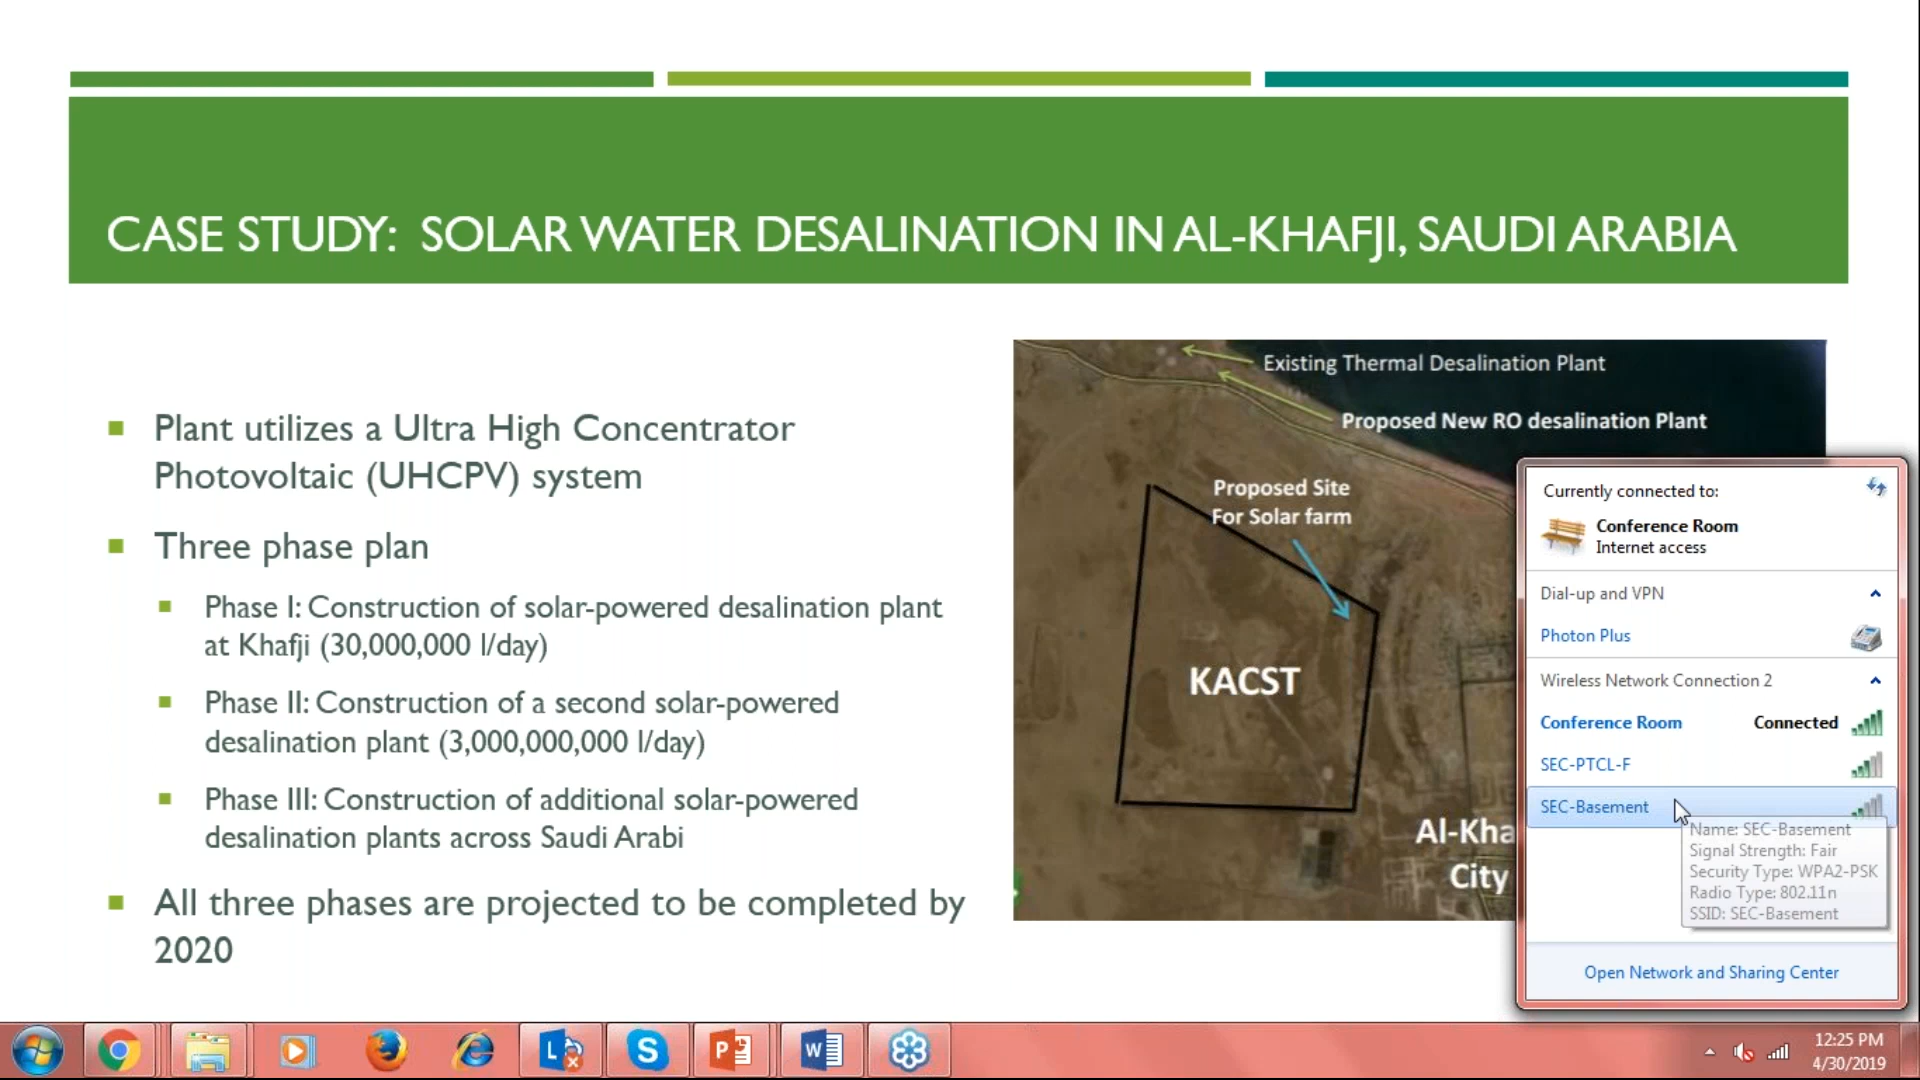 CASE STUDY: SOLAR WATER DESALINATION IN AL-KHAFJI, SAUDI ARABIA
Plant utilizes a Ultra High Concentrator
Photovoltaic (UHCPV) system
Three phase plan
Phase I: Construction of solar-powered desalination plant
at Khafji (30,000,000 l/day)
Phase II: Construction of a second solar-powered
desalination plant (3,000,000,000 l/day)
Phase III: Construction of additional solar-powered
desalination plants across Saudi Arabi
All three phases are projected to be completed by
2020
Existing Thermal Desalination Plant
Proposed New RO desalination Plant
Proposed Site
For Solar farm
KACST
Al-Kha
City
Currently connected to:
Conference Room
Internet access
Dial-up and VPN
Photon Plus
Wireless Network Connection 2
Conference Room Connected
SEC-PTCL-F
SEC-Basement
Name: SEC-Basement
Signal Strength: Fair
Security Type: WPA2-PSK
Radio Type: 802.11n
SSID: SEC-Basement
Open Network and Sharing Center
12:25 PM
4/30/2019